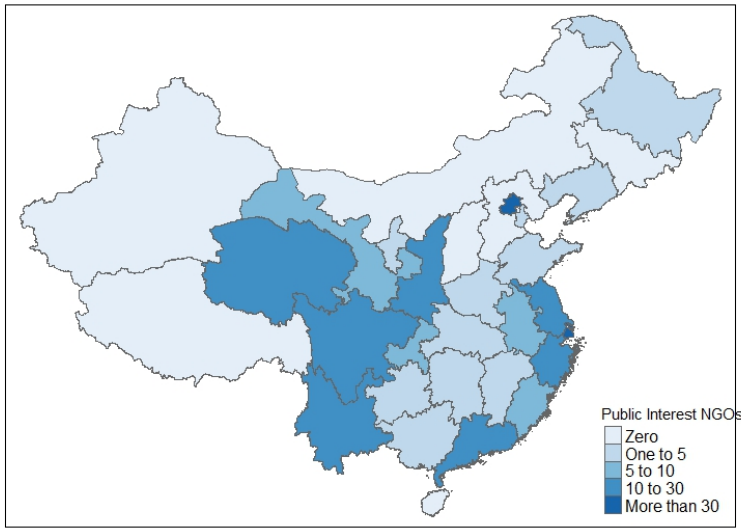 Public Interest NGOs
Zero
One to 5
5 to 10
10 to 30
More than 30